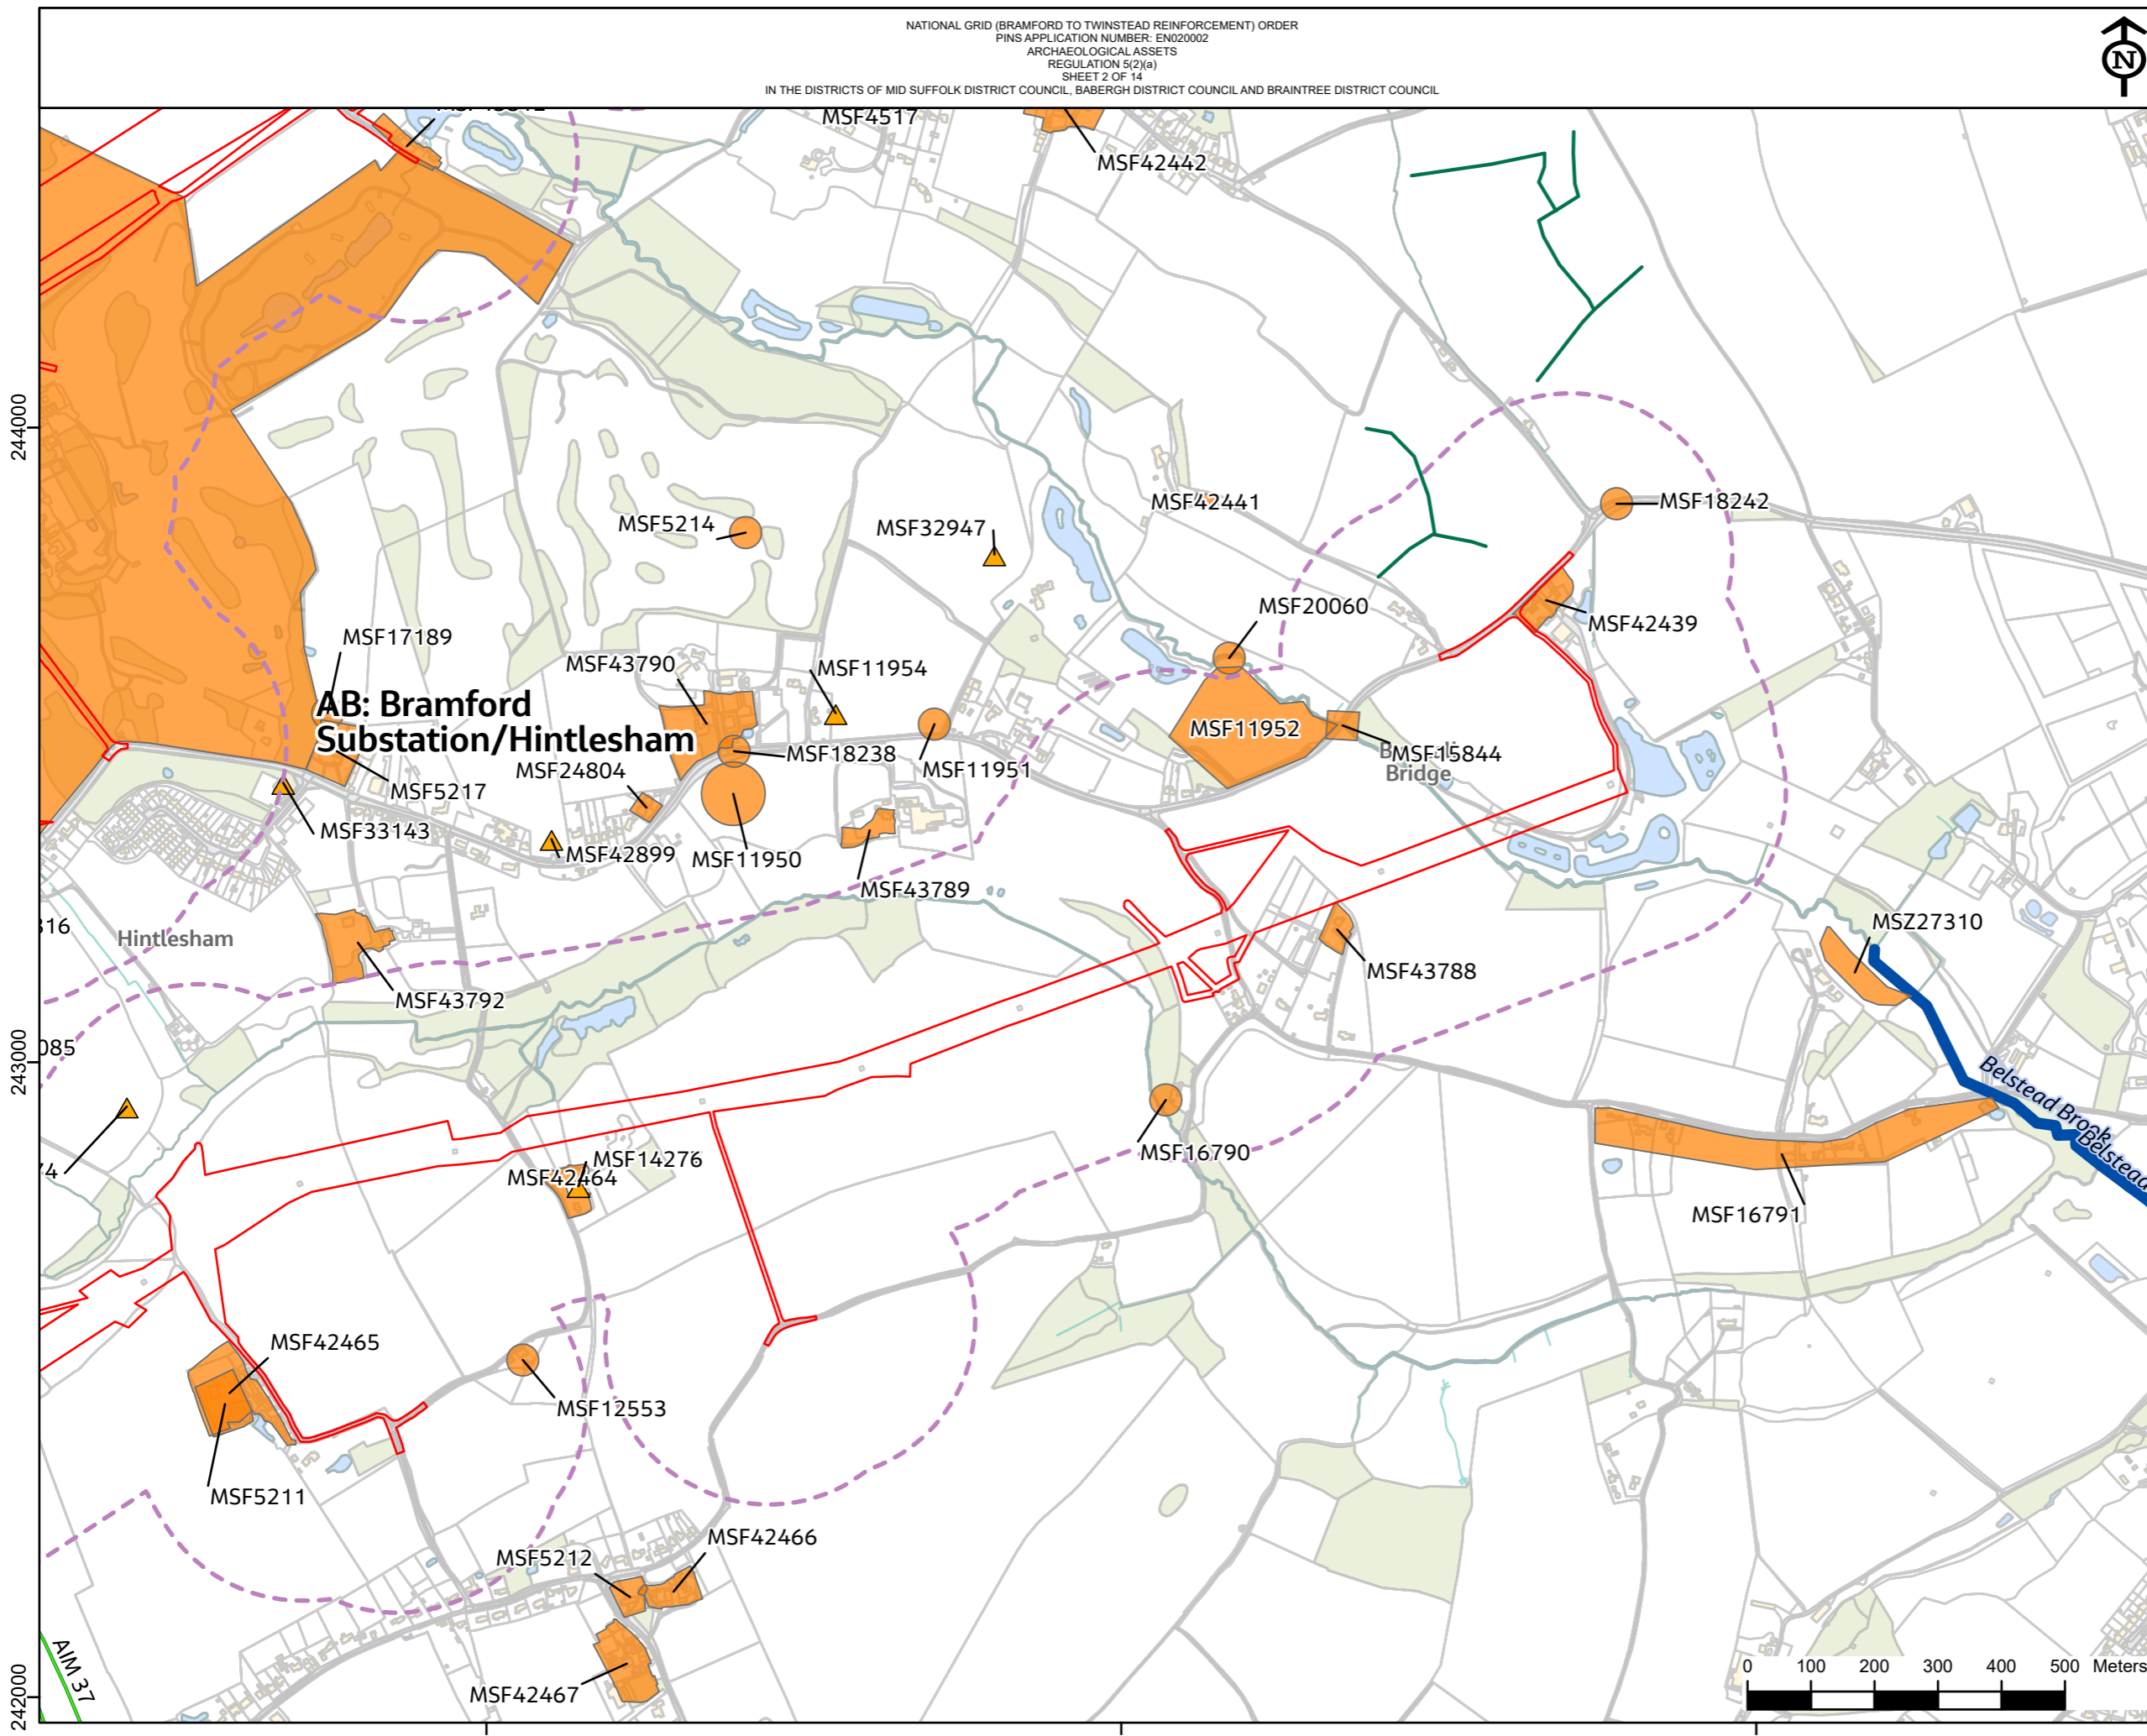 NATIONAL GRID (BRAMFORD TO TWINSTEAD REINFORCEMENT) ORDER
PINS APPLICATION NUMBER: EN020002
ARCHAEOLOGICAL ASSETS
REGULATION 5(2)(a)
SHEET 2 OF 14
IN THE DISTRICTS OF MID SUFFOLK DISTRICT COUNCIL, BABERGH DISTRICT COUNCIL AND BRAINTREE DISTRICT COUNCIL
N
MSF4517
MSF42442
244000
MSF5214
MSF32947
MSF42441
MSF18242
MSF20060
MSF42439
MSF17189
MSF43790
MSF11954
AB: Bramford
Substation/Hintlesham
MSF11952
MSF18238
MSF15844
MSF24804
MSF11951
Bridge
MSF5217
MSF33143
MSF42899
MSF11950
MSF43789
316
Hintlesham
MSZ27310
MSF43788
MSF43792
243000
085
Belstead Brook
Belstead
MSF16790
74
MSF14276
MSF42464
MSF16791
MSF42465
MSF12553
MSF5211
MSF42466
MSF5212
AIM 37
MSF42467
242000
0 100 200 300 400 500 Meters